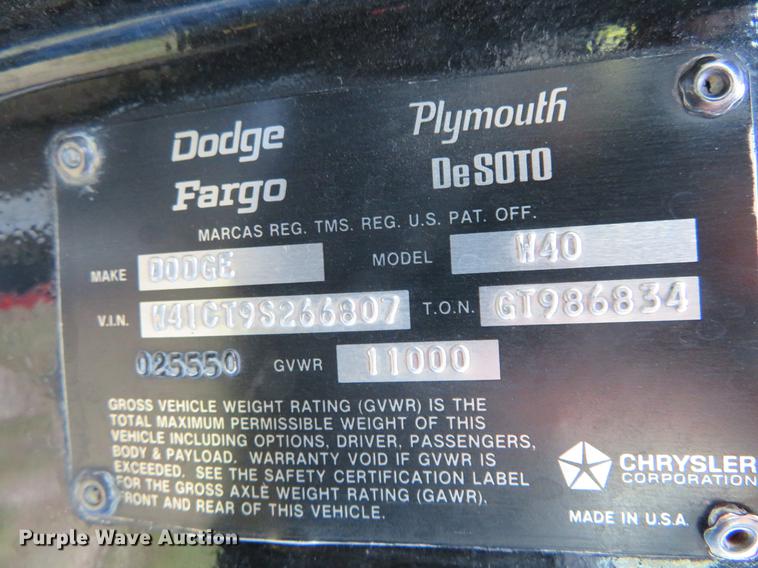 Dodge Plymouth
Fargo De SOTO
MARCAS REG. TMS. REG. U.S. PAT. OFF.
MAKE DODGE MODEL W40
V.I.N. W41CT9S266807 T.O.N. GT986834
025550 GVWR 11000
GROSS VEHICLE WEIGHT RATING (GVWR) IS THE
TOTAL MAXIMUM PERMISSIBLE WEIGHT OF THIS
VEHICLE INCLUDING OPTIONS, DRIVER, PASSENGERS,
BODY & PAYLOAD. WARRANTY VOID IF GVWR IS
EXCEEDED. SEE THE SAFETY CERTIFICATION LABEL
FOR THE GROSS AXLE WEIGHT RATING (GAWR),
FRONT AND REAR OF THIS VEHICLE.
CHRYSLER
CORPORATION
MADE IN U.S.A.
Purple Wave Auction